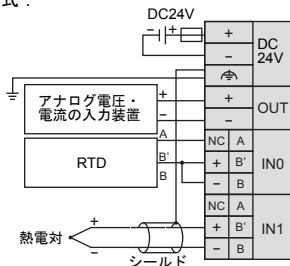 式：
DC24V
− +
+
DC
24V
−
アナログ電圧・
電流の入力装置
+
−
+
−
OUT
RTD
A
B'
B
NC A
+ B'
− B
IN0
熱電対
+
−
シールド
NC A
+ B'
− B
IN1